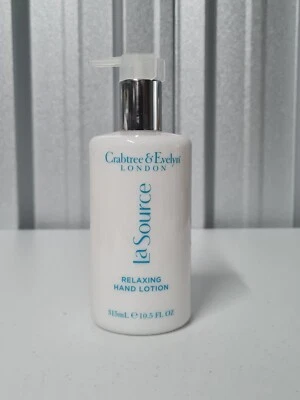 Crabtree & Evelyn
LONDON
La Source
RELAXING
HAND LOTION
315mL ℮ 10.5 FL OZ